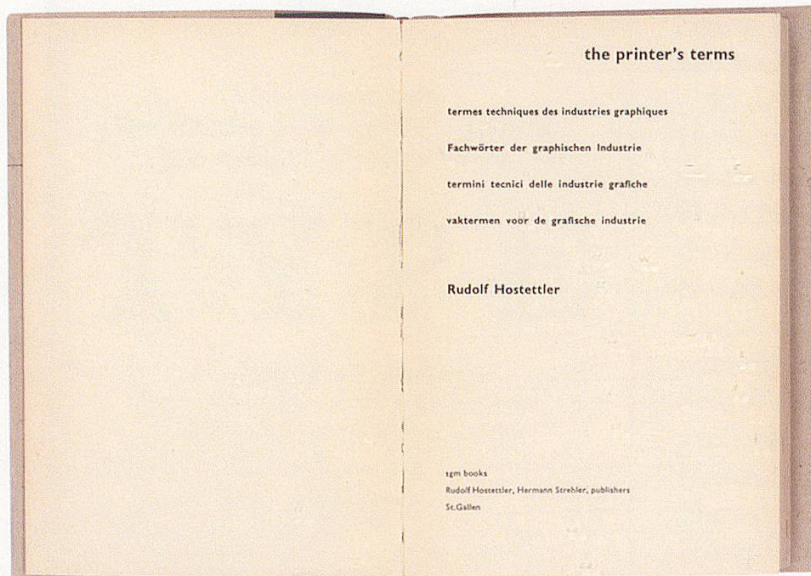 the printer's terms
termes techniques des industries graphiques
Fachwörter der graphischen Industrie
termini tecnici delle industrie grafiche
vaktermen voor de grafische industrie
Rudolf Hostettler
sgm books
Rudolf Hostettler, Hermann Strehler, publishers
St.Gallen